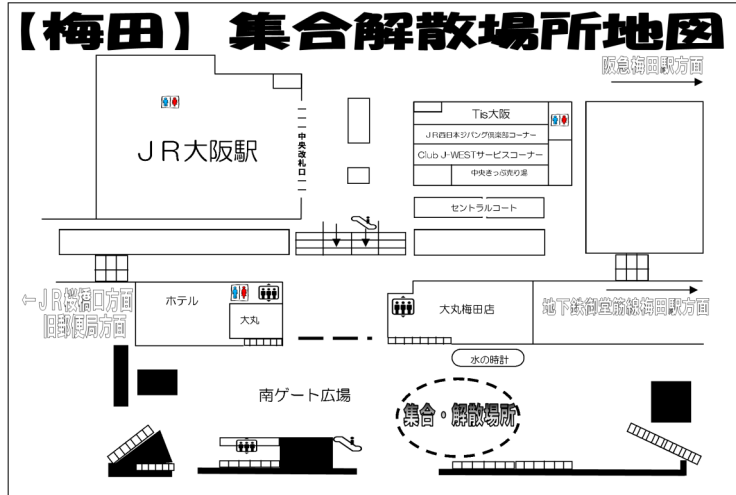 【梅田】集合解散場所地図
阪急梅田駅方面
Tis大阪
JR西日本ジパング倶楽部コーナー
Club J-WESTサービスコーナー
中央きっぷ売り場
JR大阪駅
中央改札口
セントラルコート
←JR桜橋口方面
旧郵便局方面
ホテル
大丸
大丸梅田店
地下鉄御堂筋線梅田駅方面
水の時計
南ゲート広場
集合・解散場所